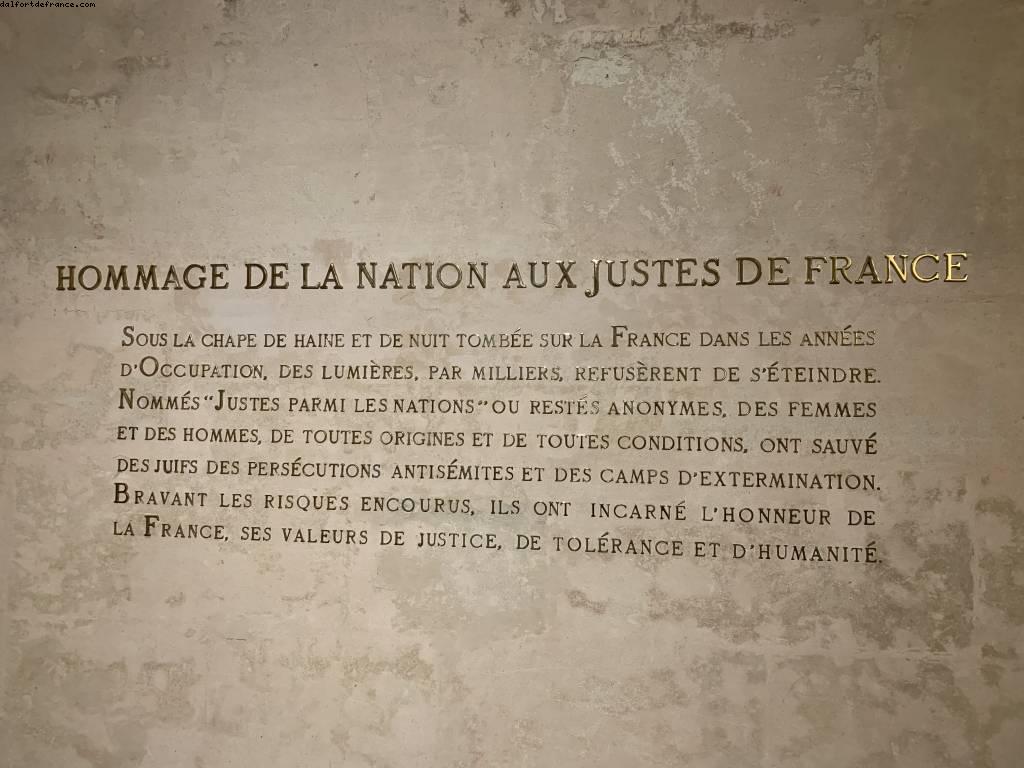 dalfortdefrance.com
HOMMAGE DE LA NATION AUX JUSTES DE FRANCE
SOUS LA CHAPE DE HAINE ET DE NUIT TOMBÉE SUR LA FRANCE DANS LES ANNÉES
D'OCCUPATION, DES LUMIÈRES, PAR MILLIERS, REFUSÈRENT DE S'ÉTEINDRE.
NOMMÉS "JUSTES PARMI LES NATIONS" OU RESTÉS ANONYMES, DES FEMMES
ET DES HOMMES, DE TOUTES ORIGINES ET DE TOUTES CONDITIONS, ONT SAUVÉ
DES JUIFS DES PERSÉCUTIONS ANTISÉMITES ET DES CAMPS D'EXTERMINATION.
BRAVANT LES RISQUES ENCOURUS, ILS ONT INCARNÉ L'HONNEUR DE
LA FRANCE, SES VALEURS DE JUSTICE, DE TOLÉRANCE ET D'HUMANITÉ.